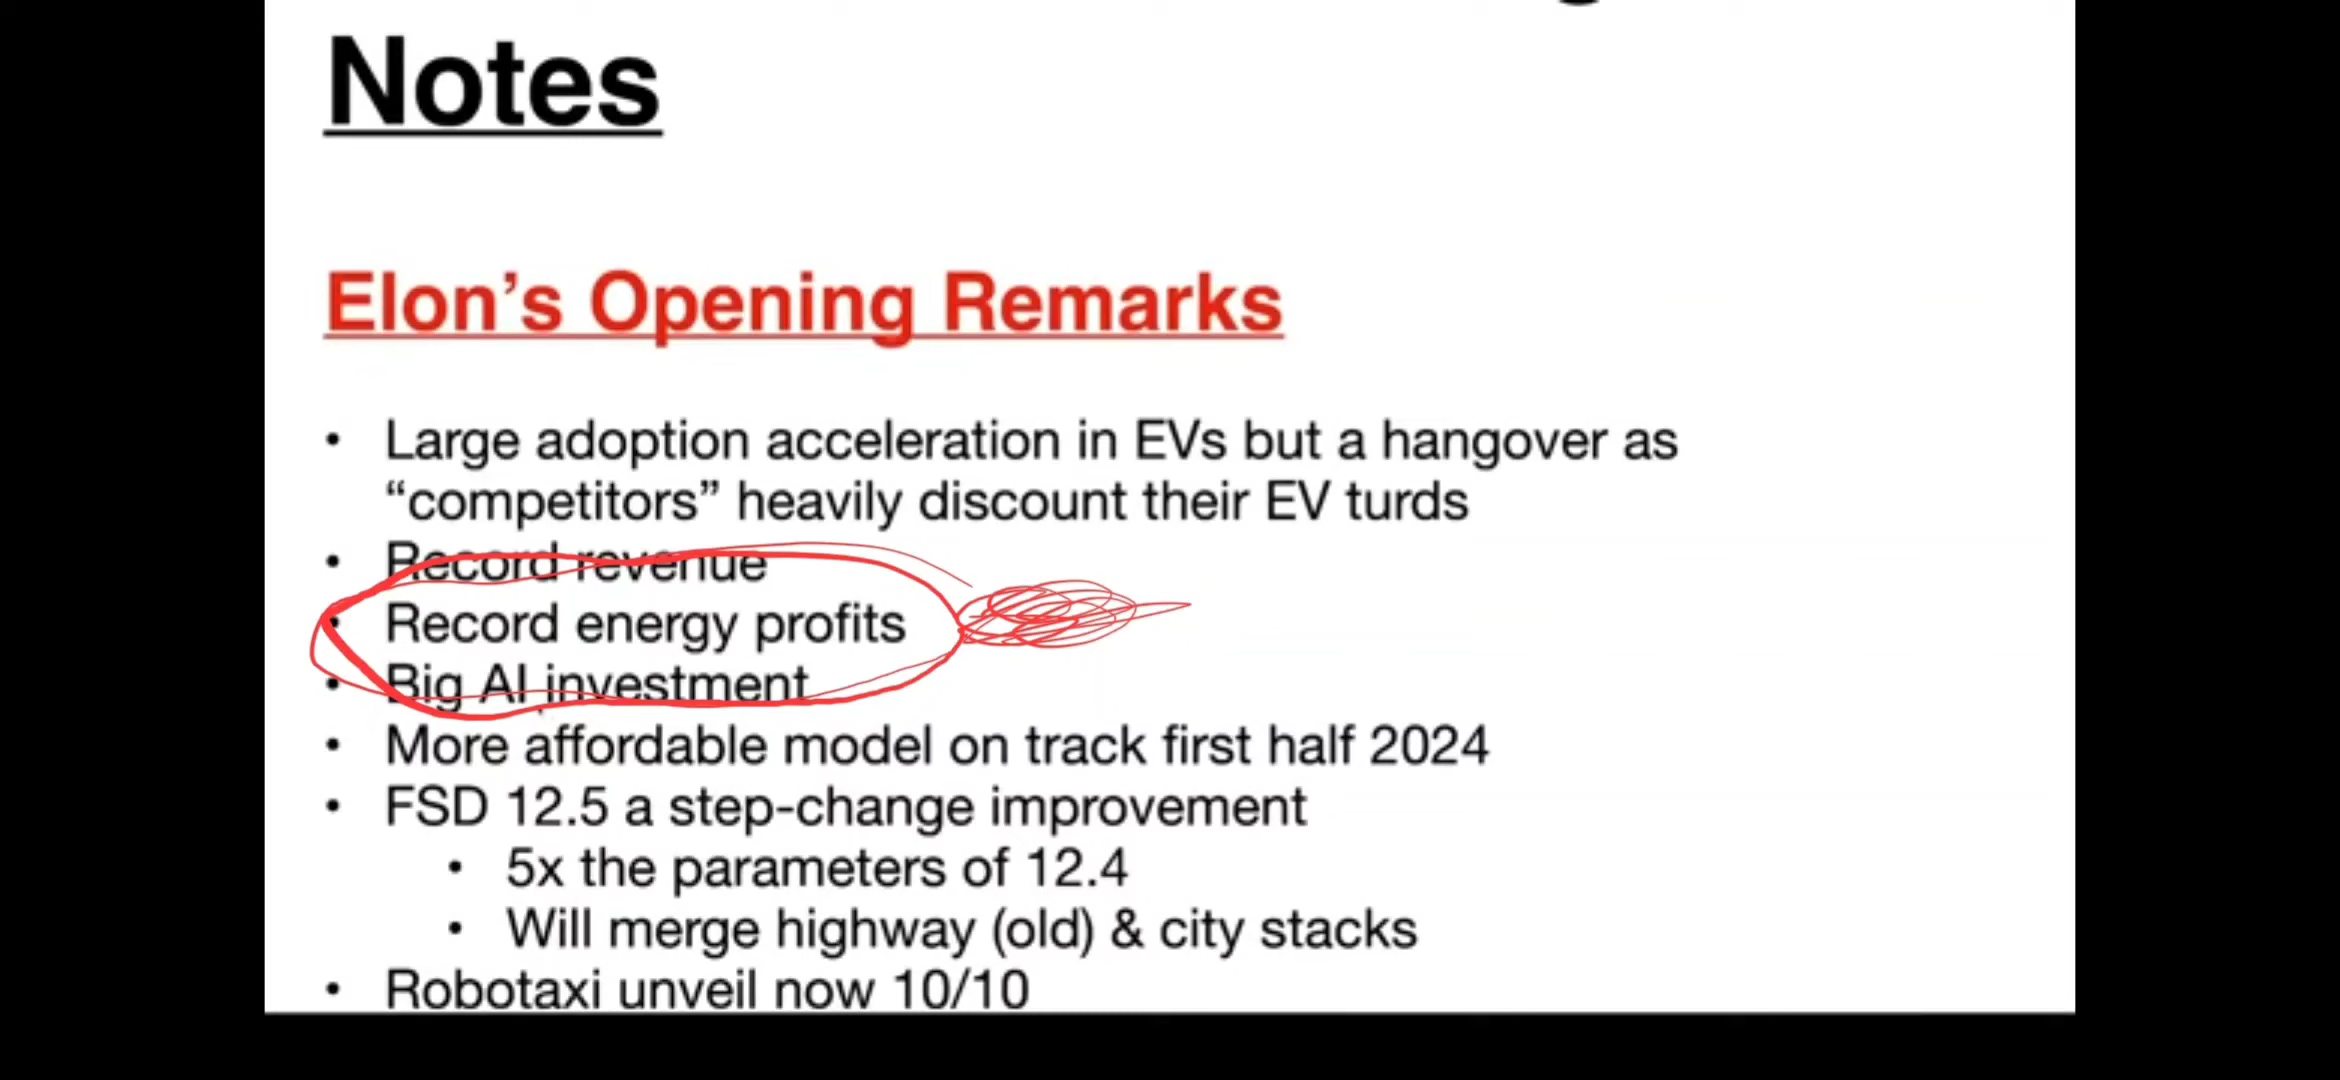 Notes
Elon’s Opening Remarks
• Large adoption acceleration in EVs but a hangover as
“competitors” heavily discount their EV turds
• Record revenue
• Record energy profits
• Big AI investment
• More affordable model on track first half 2024
• FSD 12.5 a step-change improvement
• 5x the parameters of 12.4
• Will merge highway (old) & city stacks
• Robotaxi unveil now 10/10